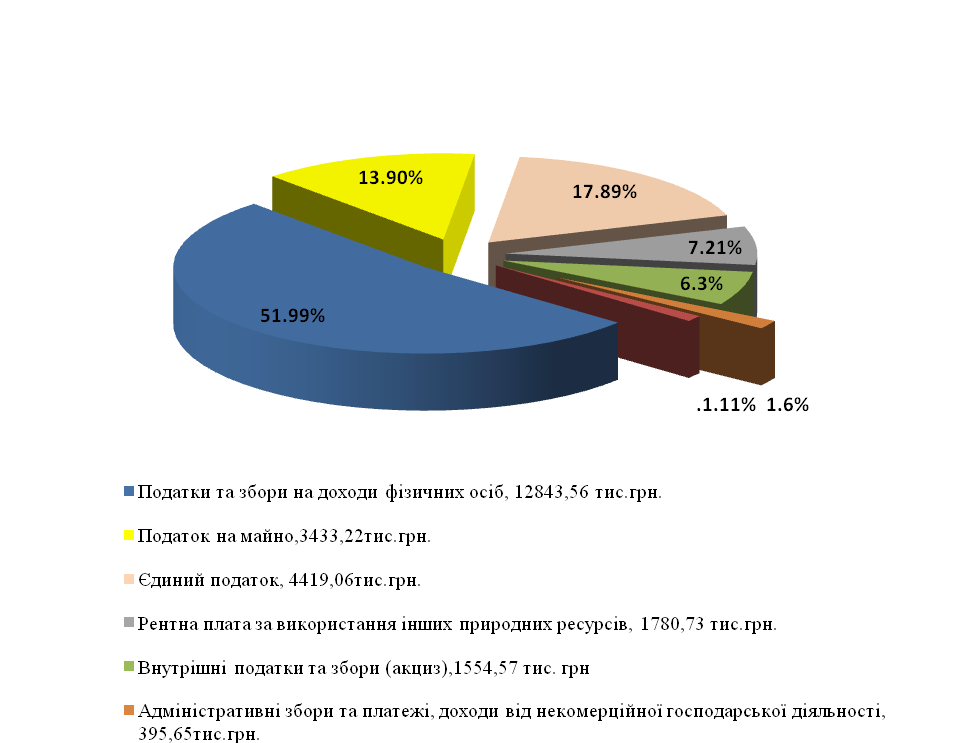 13.90%
17.89%
7.21%
6.3%
51.99%
.1.11% 1.6%
Податки та збори на доходи фізичних осіб, 12843,56 тис.грн.
Податок на майно,3433,22тис.грн.
Єдиний податок, 4419,06тис.грн.
Рентна плата за використання інших природних ресурсів, 1780,73 тис.грн.
Внутрішні податки та збори (акциз),1554,57 тис. грн
Адміністративні збори та платежі, доходи від некомерційної господарської діяльності,
395,65тис.грн.